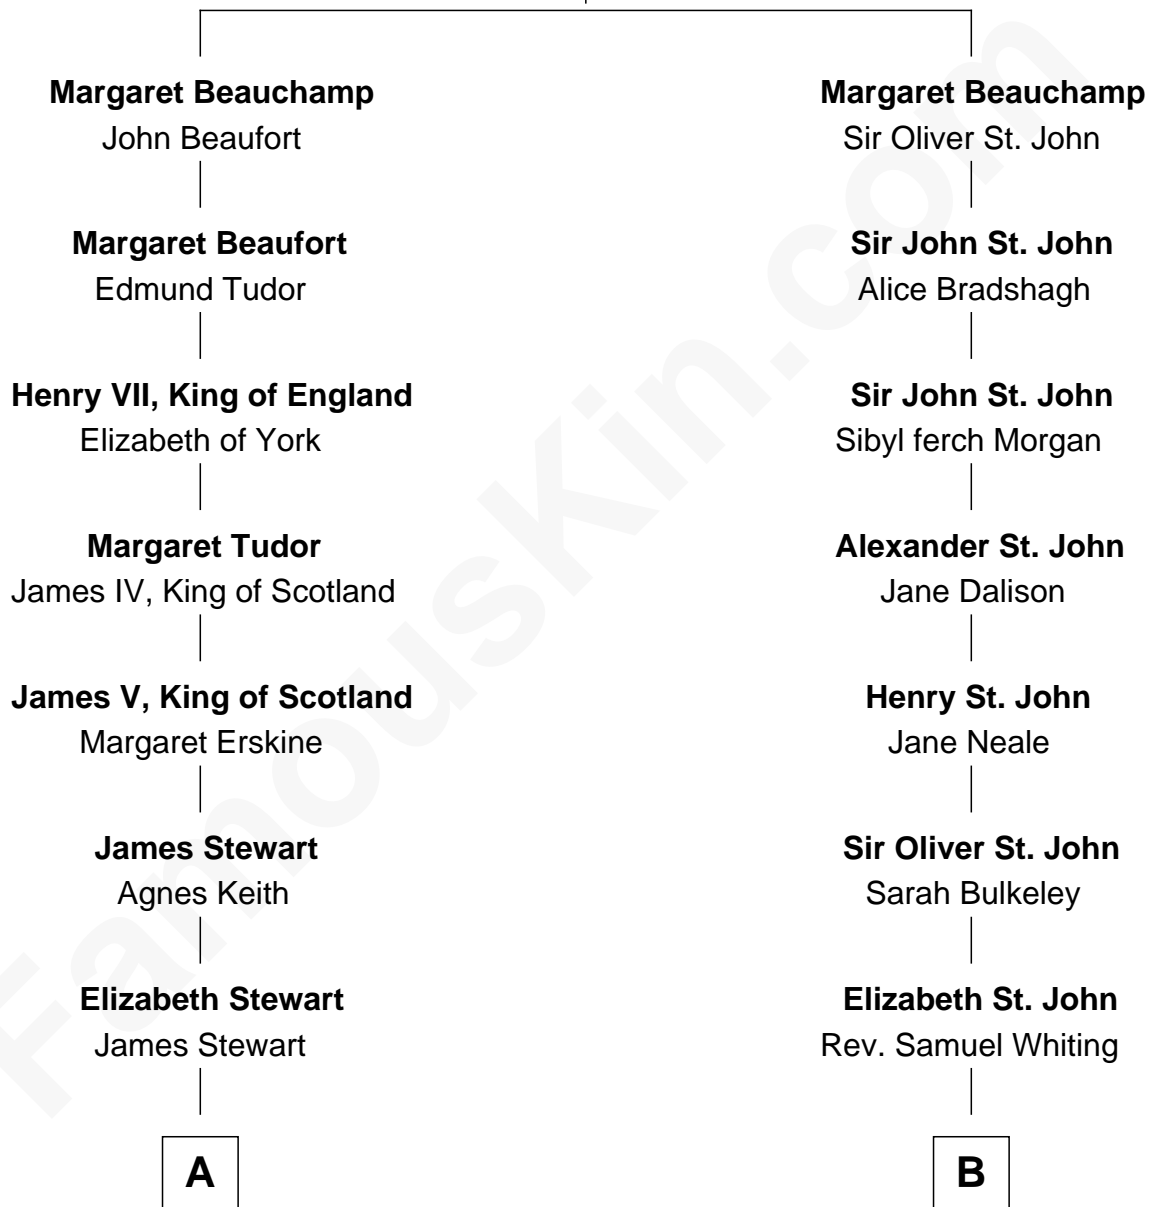 Margaret Beauchamp
John Beaufort
Margaret Beaufort
Edmund Tudor
Henry VII, King of England
Elizabeth of York
Margaret Tudor
James IV, King of Scotland
James V, King of Scotland
Margaret Erskine
James Stewart
Agnes Keith
Elizabeth Stewart
James Stewart
A
Margaret Beauchamp
Sir Oliver St. John
Sir John St. John
Alice Bradshagh
Sir John St. John
Sibyl ferch Morgan
Alexander St. John
Jane Dalison
Henry St. John
Jane Neale
Sir Oliver St. John
Sarah Bulkeley
Elizabeth St. John
Rev. Samuel Whiting
B
FamousKin.com